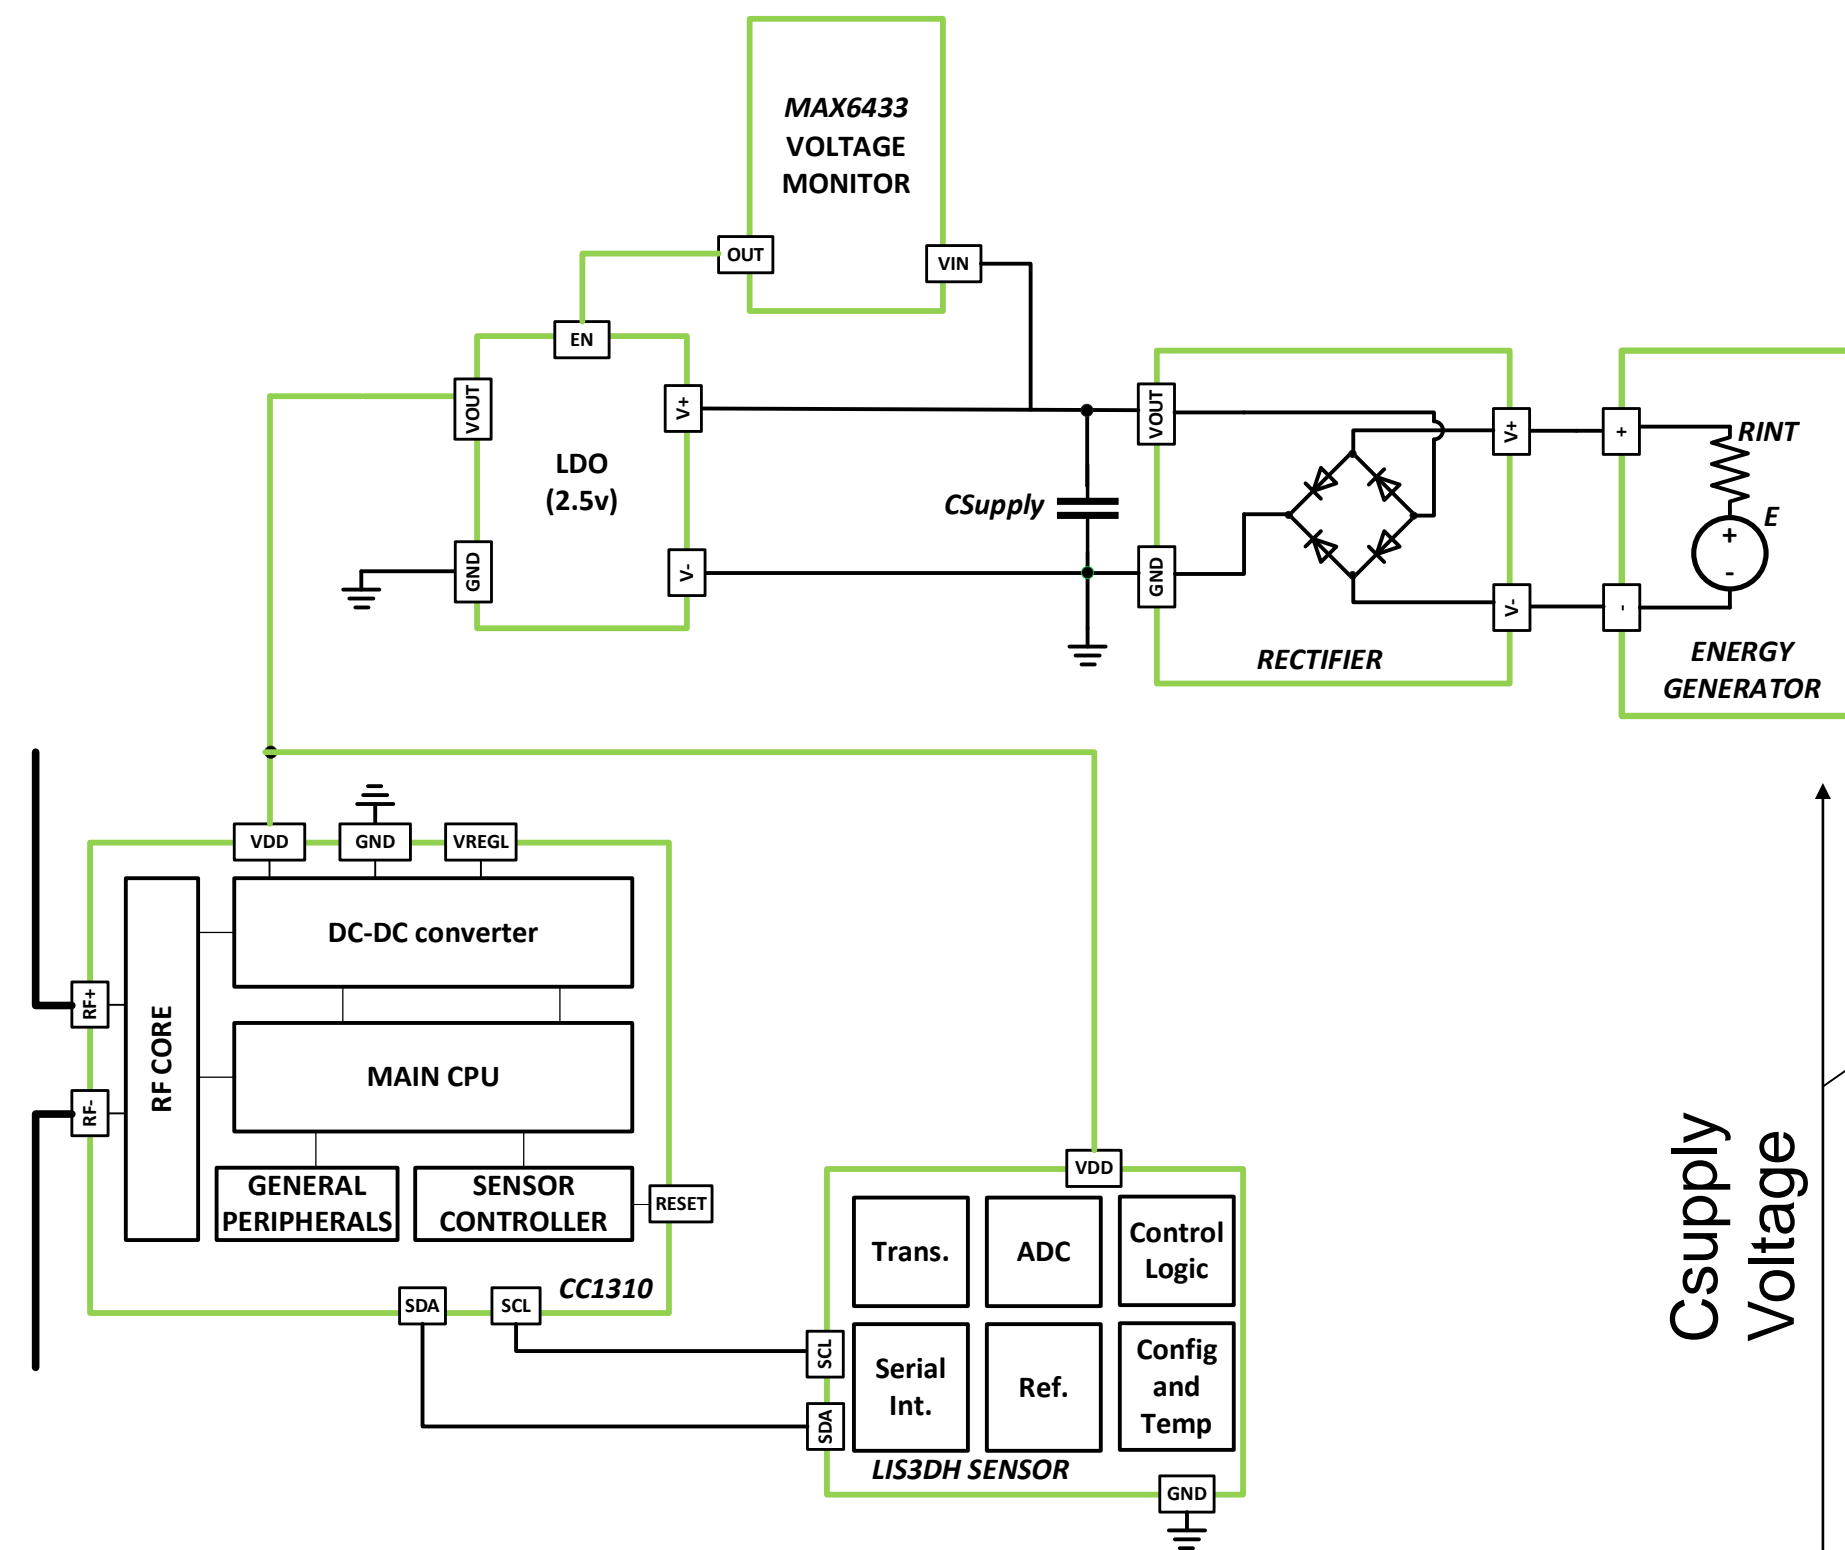 MAX6433
VOLTAGE
MONITOR
OUT
VIN
EN
VOUT
V+
LDO
(2.5v)
GND
V-
CSupply
VOUT
GND
V+
V-
RECTIFIER
+
-
RINT
E
+
-
ENERGY
GENERATOR
VDD
GND
VREGL
DC-DC converter
RF+
RF-
RF CORE
MAIN CPU
GENERAL
PERIPHERALS
SENSOR
CONTROLLER
RESET
CC1310
SDA
SCL
VDD
Trans.
ADC
Control
Logic
SCL
SDA
Serial
Int.
Ref.
Config
and
Temp
LIS3DH SENSOR
GND
Csupply
Voltage